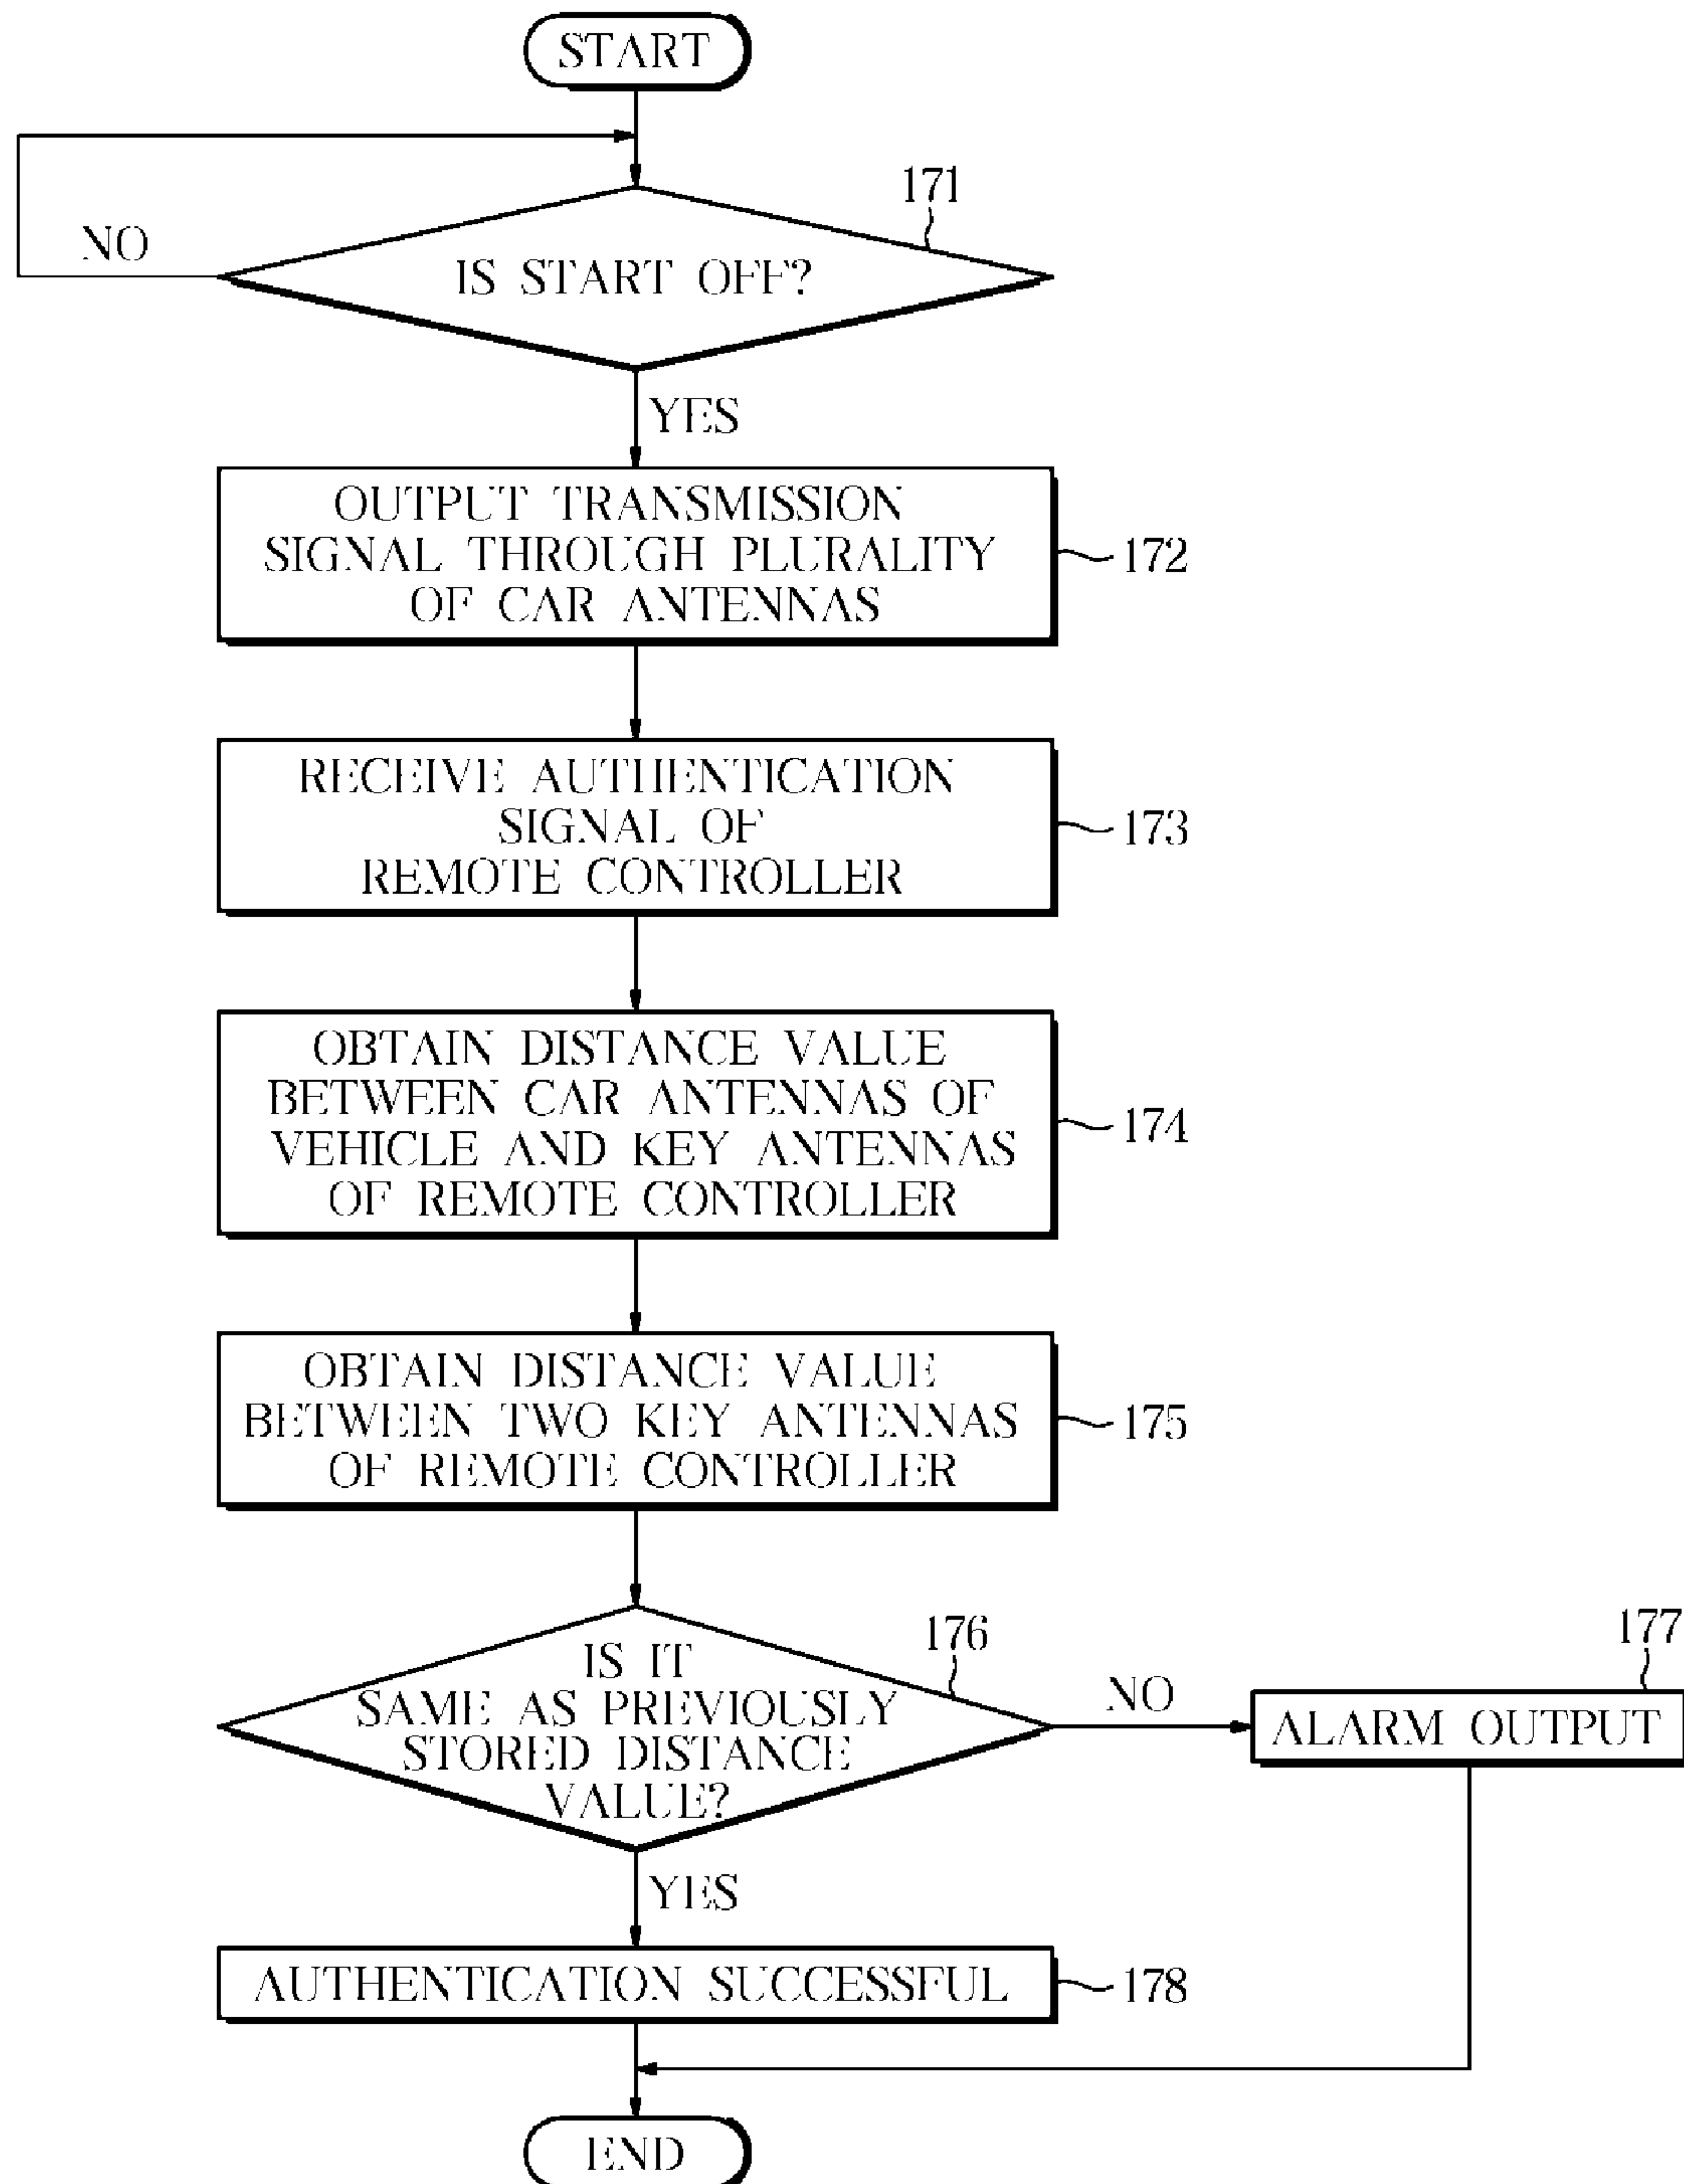 START
171
NO
IS START OFF?
YES
OUTPUT TRANSMISSION
SIGNAL THROUGH PLURALITY
OF CAR ANTENNAS
172
RECEIVE AUTHENTICATION
SIGNAL OF
REMOTE CONTROLLER
173
OBTAIN DISTANCE VALUE
BETWEEN CAR ANTENNAS OF
VEHICLE AND KEY ANTENNAS
OF REMOTE CONTROLLER
174
OBTAIN DISTANCE VALUE
BETWEEN TWO KEY ANTENNAS
OF REMOTE CONTROLLER
175
176
IS IT
SAME AS PREVIOUSLY
STORED DISTANCE
VALUE?
NO
177
ALARM OUTPUT
YES
AUTHENTICATION SUCCESSFUL
178
END